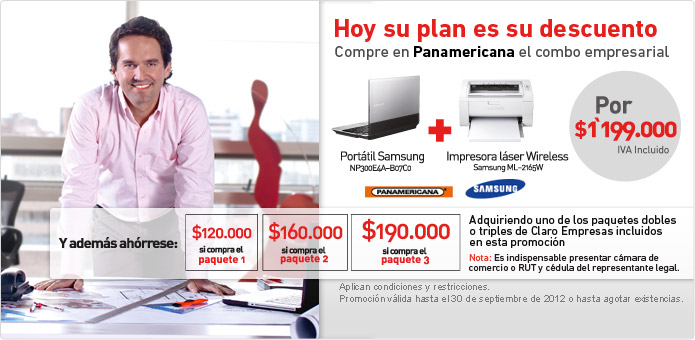 Hoy su plan es su descuento
Compre en Panamericana el combo empresarial
Por
$1'199.000
IVA Incluido
Portátil Samsung
NP300E4A-B07C0
Impresora láser Wireless
Samsung ML-2165W
PANAMERICANA
SAMSUNG
Y además ahórrese:
$120.000
si compra el
paquete 1
$160.000
si compra el
paquete 2
$190.000
si compra el
paquete 3
Adquiriendo uno de los paquetes dobles
o triples de Claro Empresas incluidos
en esta promoción
Nota: Es indispensable presentar cámara de
comercio o RUT y cédula del representante legal.
Aplican condiciones y restricciones.
Promoción válida hasta el 30 de septiembre de 2012 o hasta agotar existencias.